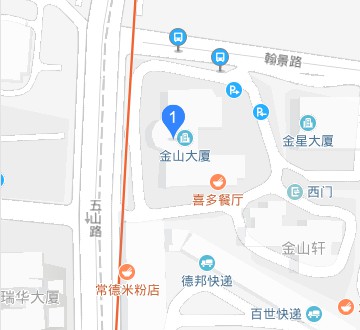 翰景路
1
金山大厦
金星大厦
喜多餐厅
西门
五山路
金山轩
常德米粉店
德邦快递
瑞华大厦
百世快递